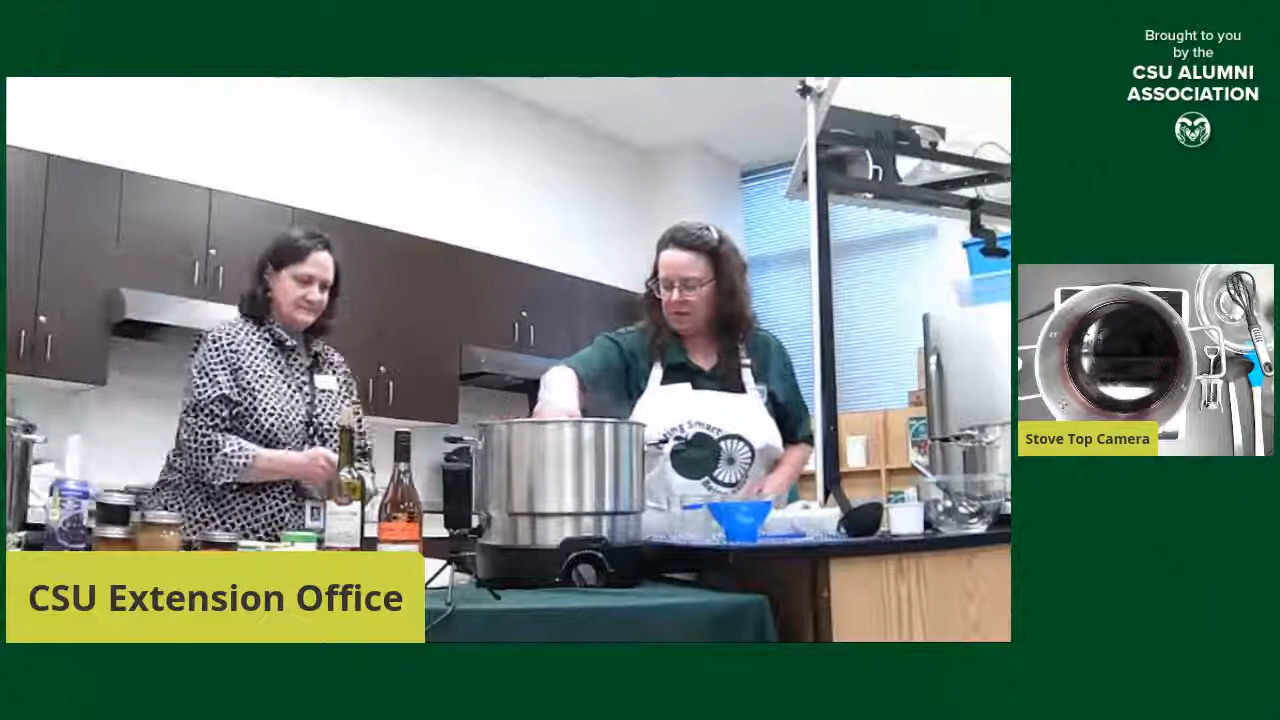 Brought to you
by the
CSU ALUMNI
ASSOCIATION
Stove Top Camera
CSU Extension Office